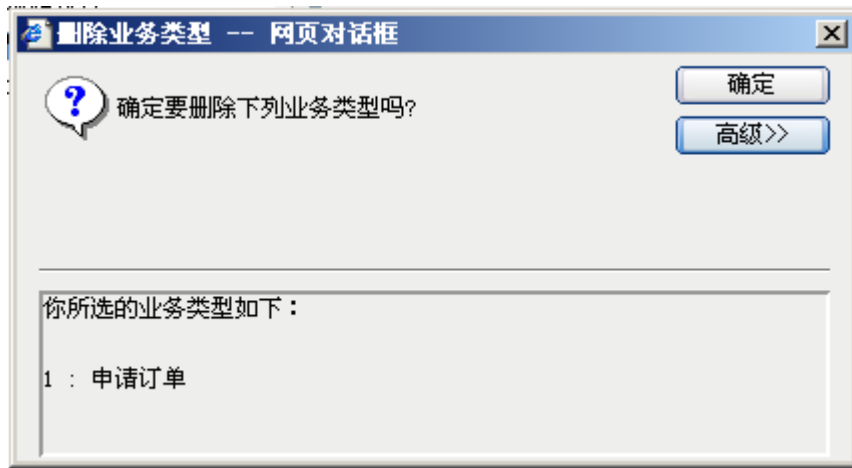 删除业务类型 -- 网页对话框
确定要删除下列业务类型吗?
确定
高级>>
你所选的业务类型如下：
1 : 申请订单